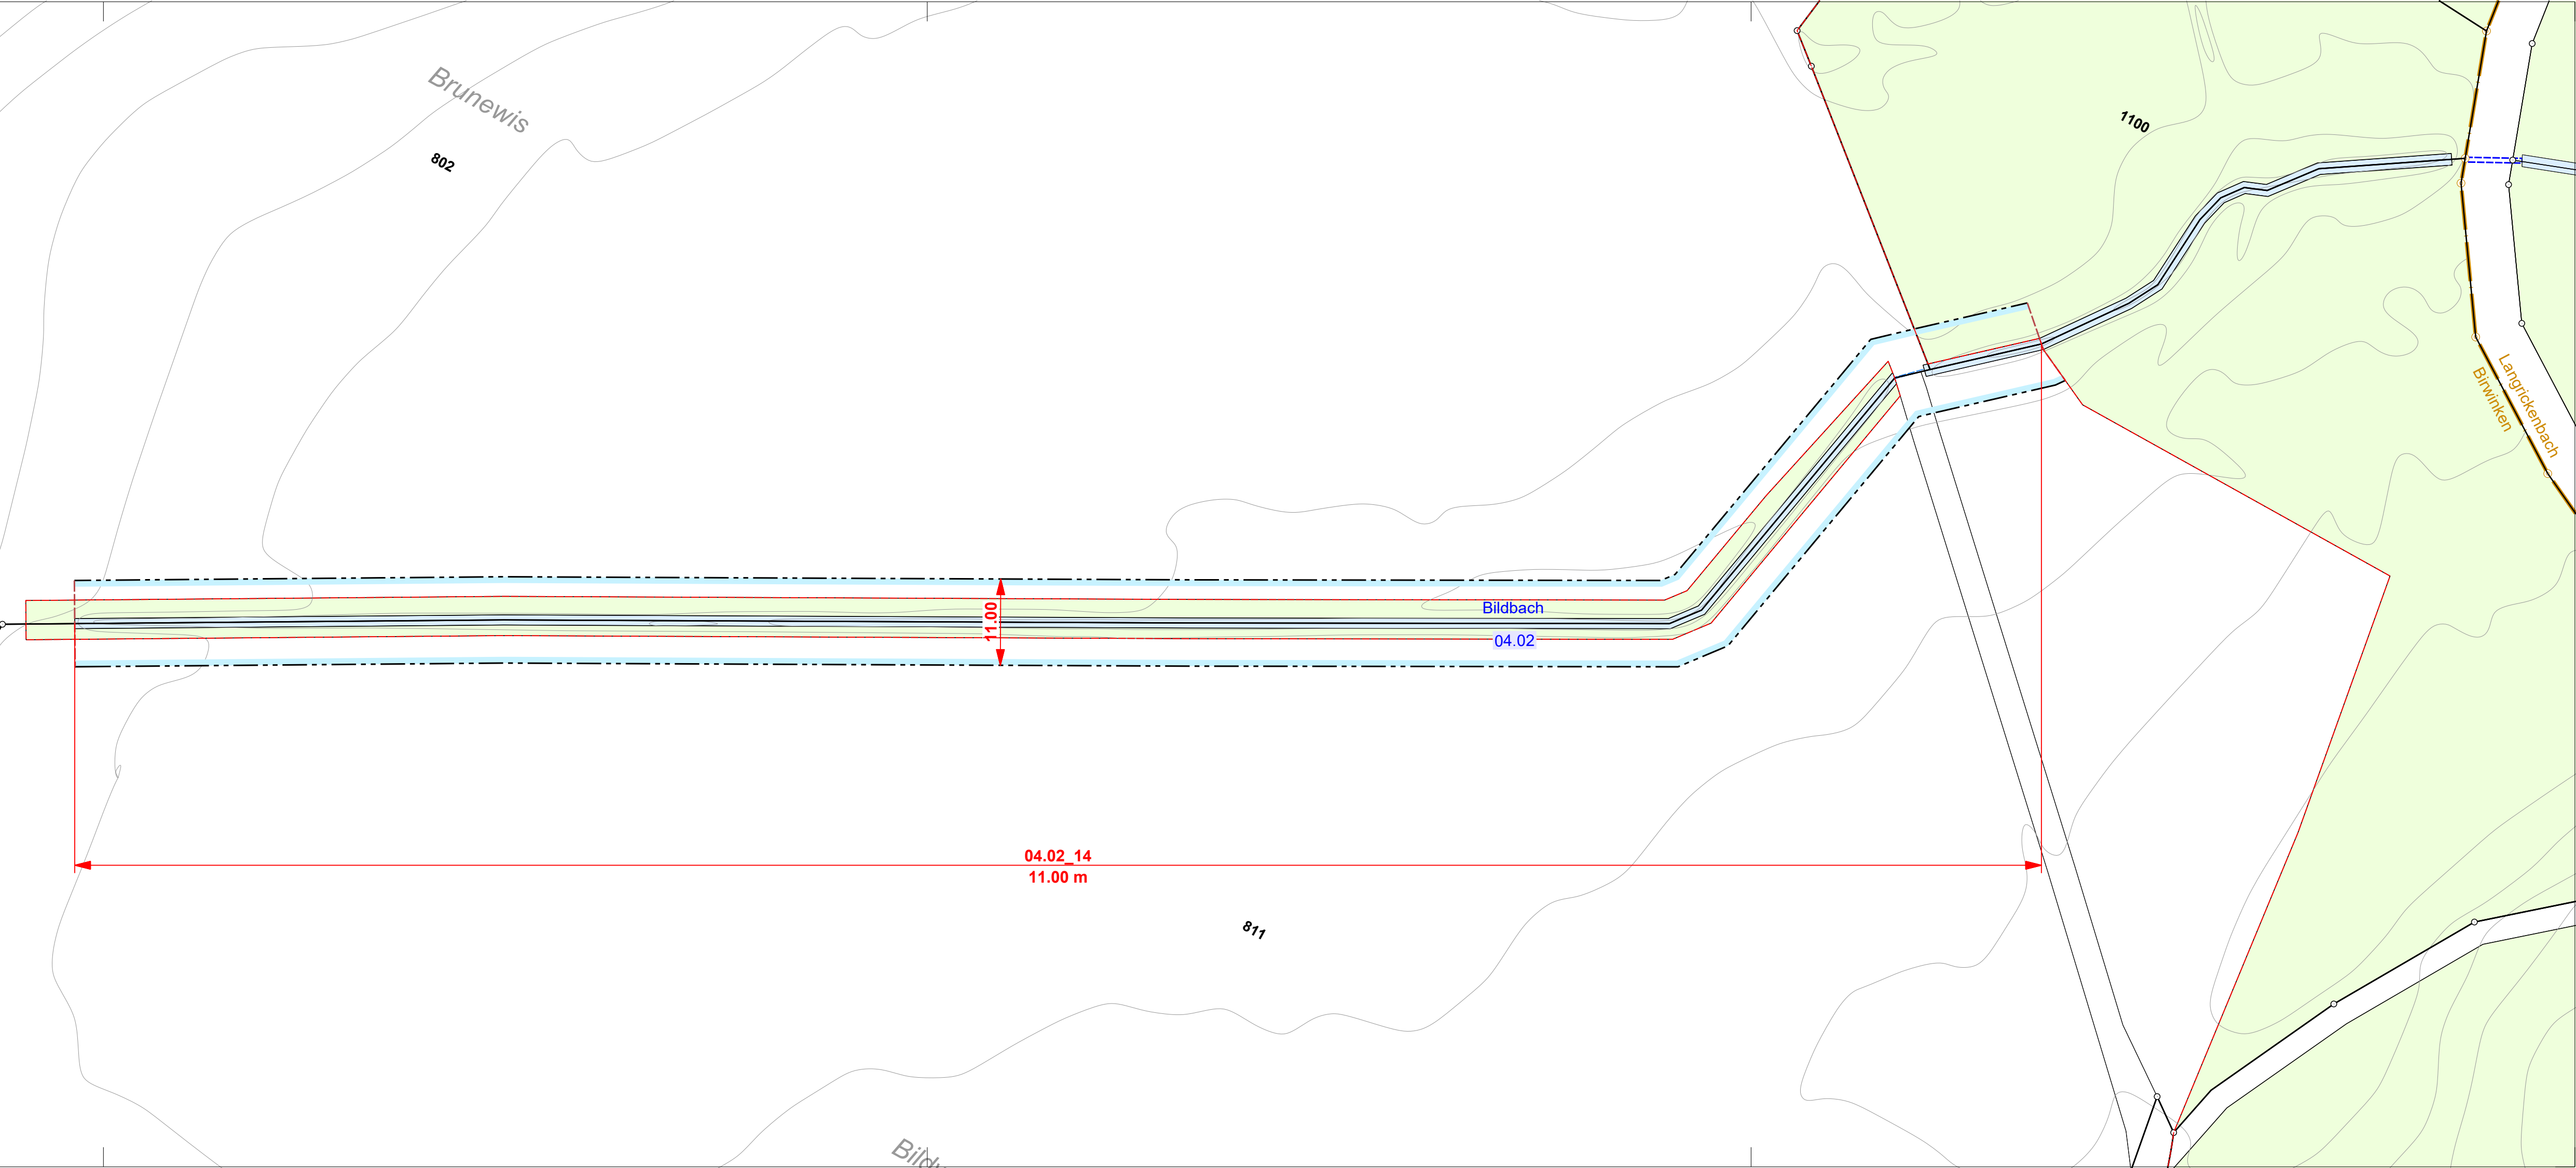 Brunewis
802
1100
Langrickenbach
Birwinken
Bildbach
11.00
04.02
04.02_14
11.00 m
811